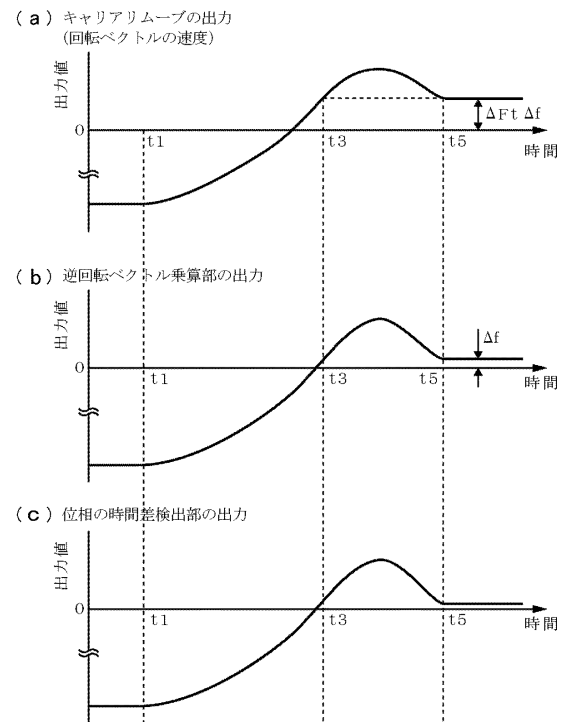 (a) キャリアリムーブの出力
(回転ベクトルの速度)
出力値
0
t1
t3
t5
ΔFt Δf
時間
(b) 逆回転ベクトル乗算部の出力
出力値
0
t1
t3
t5
Δf
時間
(c) 位相の時間差検出部の出力
出力値
0
t1
t3
t5
時間